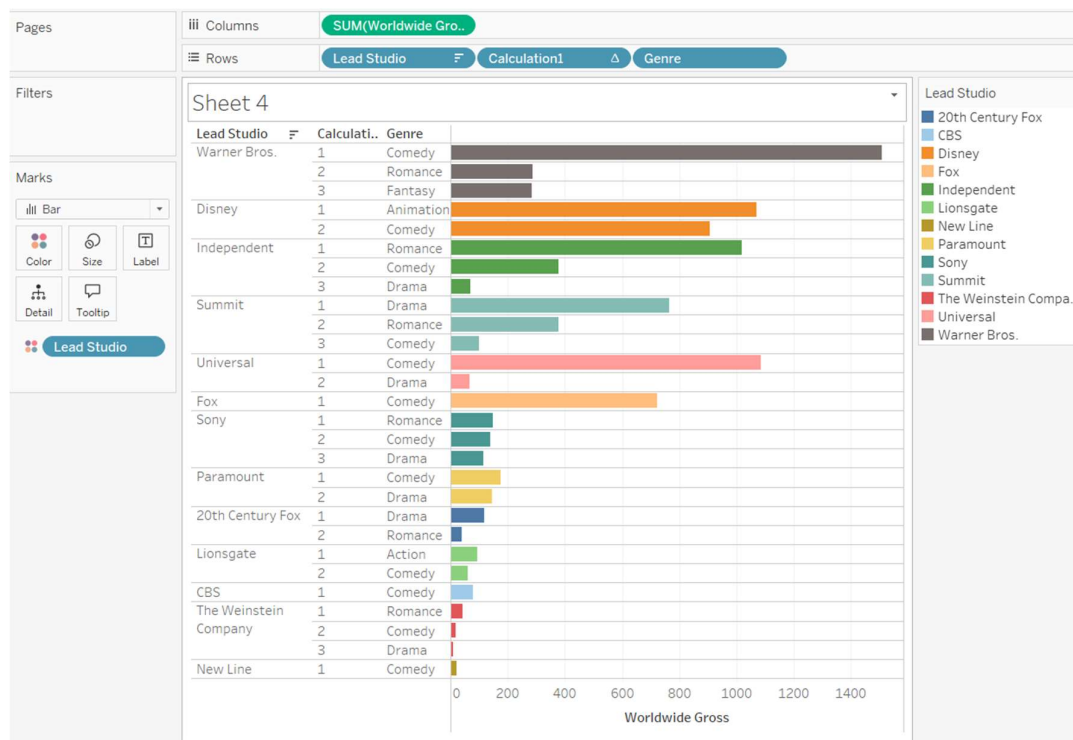 Pages
Columns
SUM(Worldwide Gro..
Rows
Lead Studio Calculation1 Δ Genre
Filters
Marks
Bar
Color Size Label
Detail Tooltip
Lead Studio
Sheet 4
Lead Studio Calculati.. Genre
Warner Bros. 1 Comedy
2 Romance
3 Fantasy
Disney 1 Animation
2 Comedy
Independent 1 Romance
2 Comedy
3 Drama
Summit 1 Drama
2 Romance
3 Comedy
Universal 1 Comedy
2 Drama
Fox 1 Comedy
Sony 1 Romance
2 Comedy
3 Drama
Paramount 1 Comedy
2 Drama
20th Century Fox 1 Drama
2 Romance
Lionsgate 1 Action
2 Comedy
CBS 1 Comedy
The Weinstein 1 Romance
Company 2 Comedy
3 Drama
New Line 1 Comedy
0 200 400 600 800 1000 1200 1400
Worldwide Gross
Lead Studio
20th Century Fox
CBS
Disney
Fox
Independent
Lionsgate
New Line
Paramount
Sony
Summit
The Weinstein Compa.
Universal
Warner Bros.